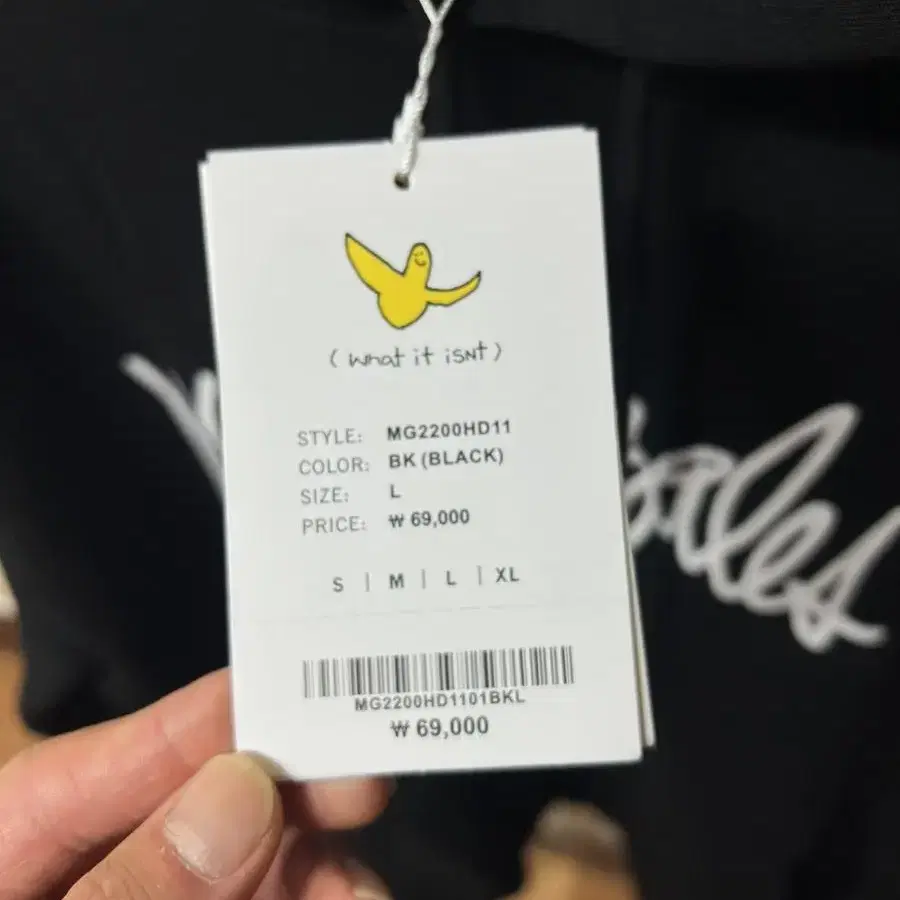 ( What it iSNt )
STYLE: MG2200HD11
COLOR: BK (BLACK)
SIZE: L
PRICE: ₩ 69,000
S | M | L | XL
MG2200HD1101BKL
₩ 69,000